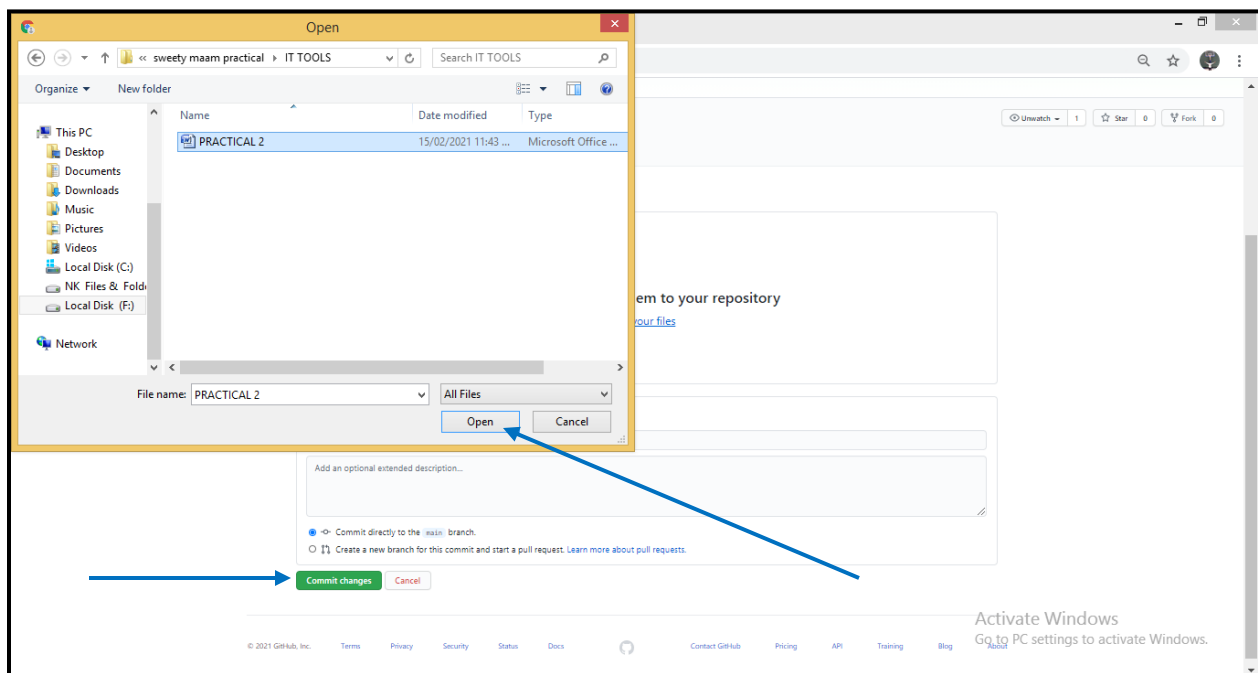 Open
« sweety maam practical › IT TOOLS
Search IT TOOLS
Organize
New folder
Name
Date modified
Type
This PC
Desktop
Documents
Downloads
Music
Pictures
Videos
Local Disk (C:)
NK Files & Folde
Local Disk (F:)
Network
PRACTICAL 2
15/02/2021 11:43 ...
Microsoft Office ...
File name:
PRACTICAL 2
All Files
Open
Cancel
Unwatch
1
Star
0
Fork
0
em to your repository
your files
Add an optional extended description...
Commit directly to the main branch.
Create a new branch for this commit and start a pull request. Learn more about pull requests.
Commit changes
Cancel
Activate Windows
Go to PC settings to activate Windows.
© 2021 GitHub, Inc.
Terms
Privacy
Security
Status
Docs
Contact GitHub
Pricing
API
Training
Blog
About